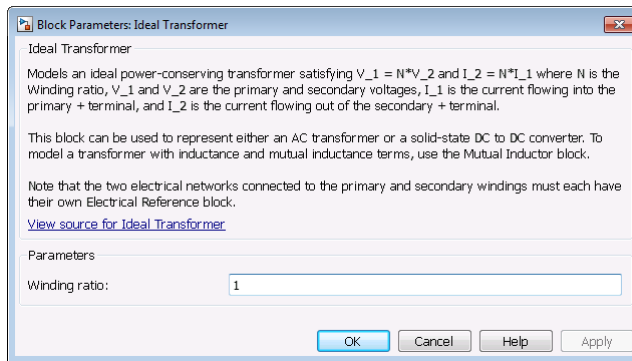 Block Parameters: Ideal Transformer
Ideal Transformer
Models an ideal power-conserving transformer satisfying V_1 = N*V_2 and I_2 = N*I_1 where N is the
Winding ratio, V_1 and V_2 are the primary and secondary voltages, I_1 is the current flowing into the
primary + terminal, and I_2 is the current flowing out of the secondary + terminal.
This block can be used to represent either an AC transformer or a solid-state DC to DC converter. To
model a transformer with inductance and mutual inductance terms, use the Mutual Inductor block.
Note that the two electrical networks connected to the primary and secondary windings must each have
their own Electrical Reference block.
View source for Ideal Transformer
Parameters
Winding ratio: 1
OK Cancel Help Apply